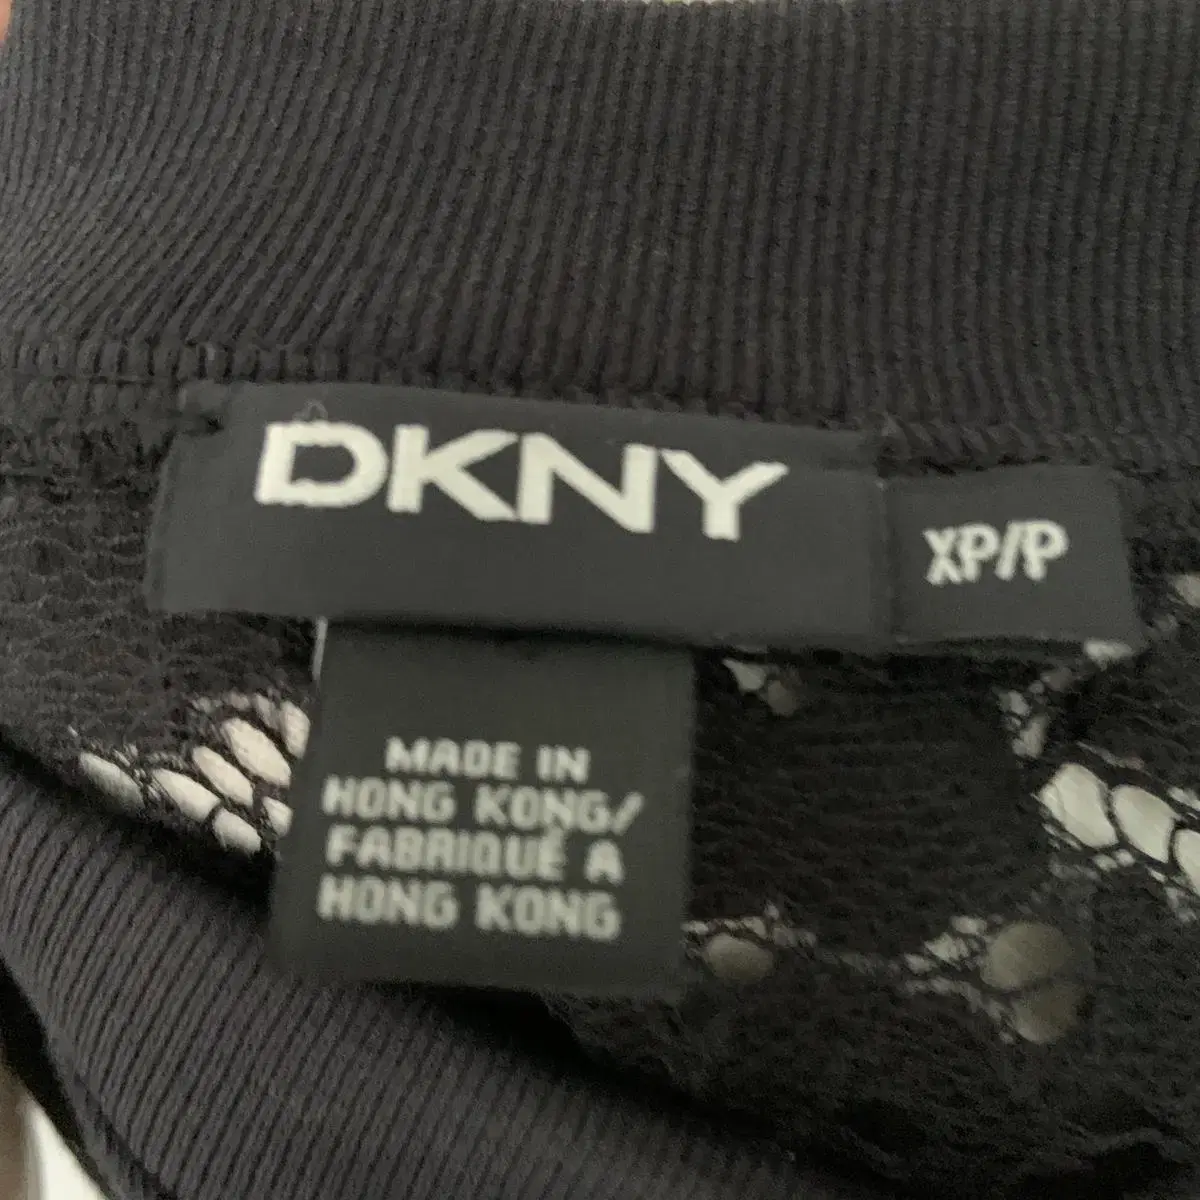 DKNY
XP/P
MADE IN
HONG KONG/
FABRIQUÉ A
HONG KONG